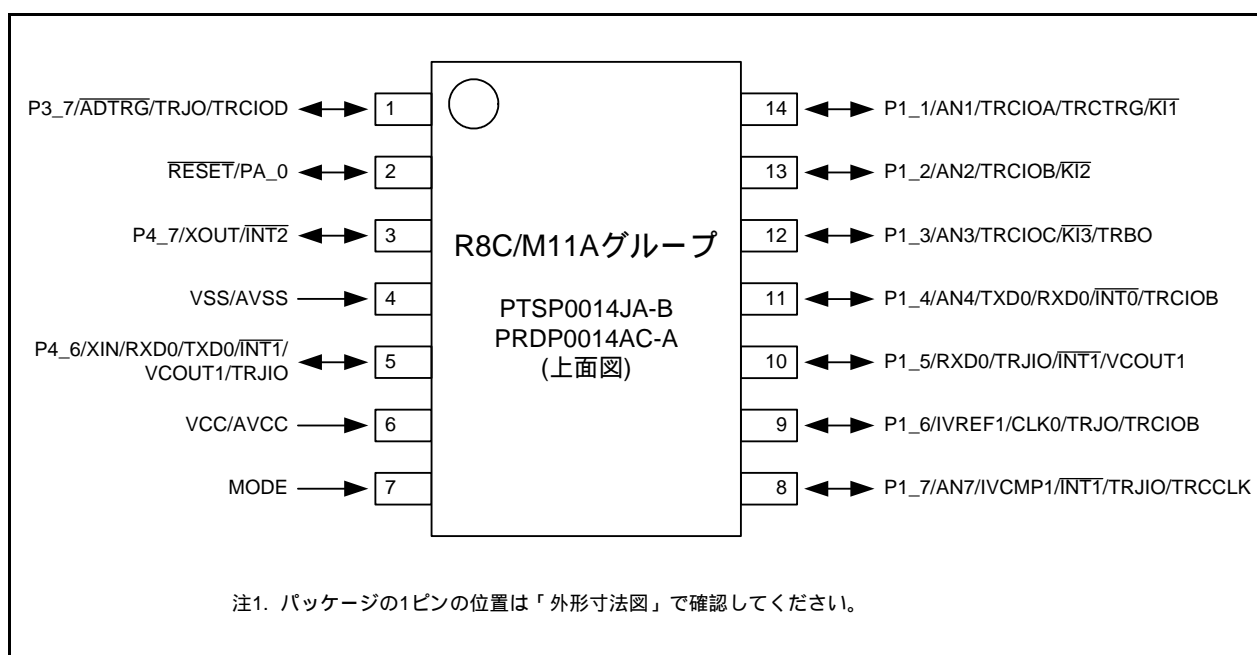 P3_7/ADTRG/TRJO/TRCIOD
1
RESET/PA_0
2
P4_7/XOUT/INT2
3
VSS/AVSS
4
P4_6/XIN/RXD0/TXD0/INT1/
VCOUT1/TRJIO
5
VCC/AVCC
6
MODE
7
R8C/M11Aグループ
PTSP0014JA-B
PRDP0014AC-A
(上面図)
14
P1_1/AN1/TRCIOA/TRCTRG/KI1
13
P1_2/AN2/TRCIOB/KI2
12
P1_3/AN3/TRCIOC/KI3/TRBO
11
P1_4/AN4/TXD0/RXD0/INT0/TRCIOB
10
P1_5/RXD0/TRJIO/INT1/VCOUT1
9
P1_6/IVREF1/CLK0/TRJO/TRCIOB
8
P1_7/AN7/IVCMP1/INT1/TRJIO/TRCCLK
注1. パッケージの1ピンの位置は「外形寸法図」で確認してください。